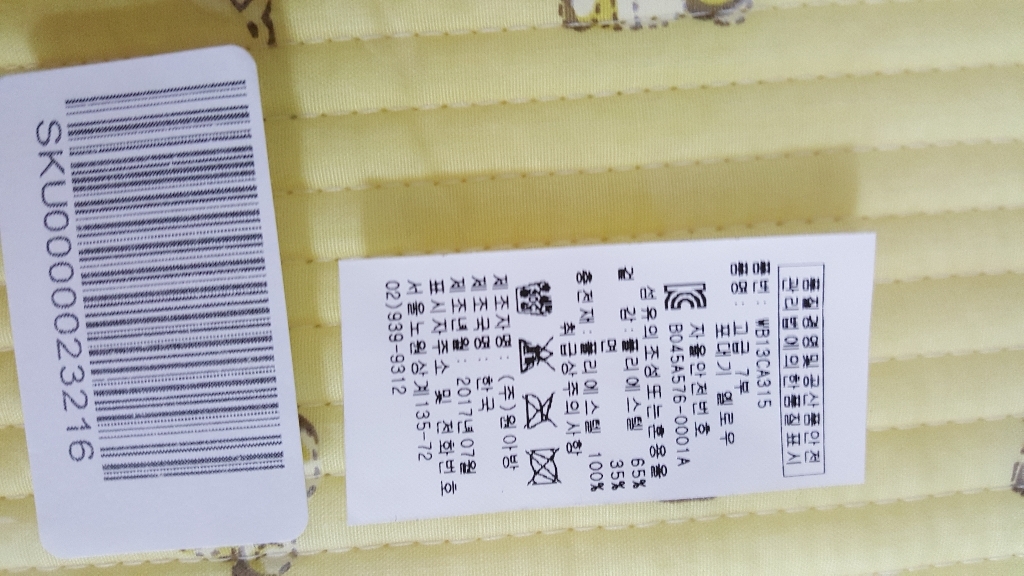 SKU0000023216
품질경영 및 공산품안전
관리법에의한 품질표시
품번 : WB13CA315
품명 : 고급 7부
포대기 옐로우
자율안전번호
B045A576-0001A
섬유의 조성 또는 혼용율
겉 감 : 폴리에스텔 65%
면 35%
충전재 : 폴리에스텔 100%
취급상주의사항
제조자명 : (주)원아방
제조국명 : 한국
제조년월 : 2017년07월
표시자주소 및 전화번호
서울노원상계1135-72
02)939-9312